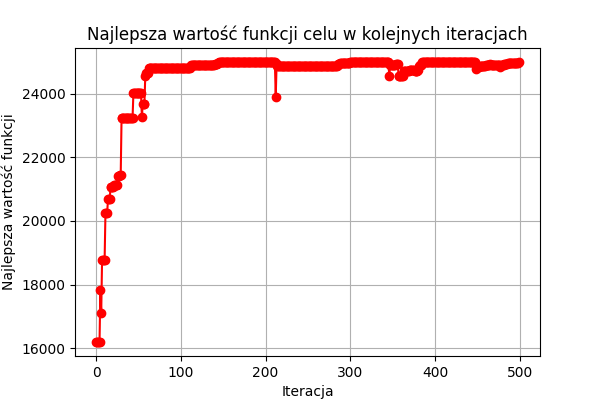 Najlepsza wartość funkcji celu w kolejnych iteracjach
Najlepsza wartość funkcji
24000
22000
20000
18000
16000
0 100 200 300 400 500
Iteracja